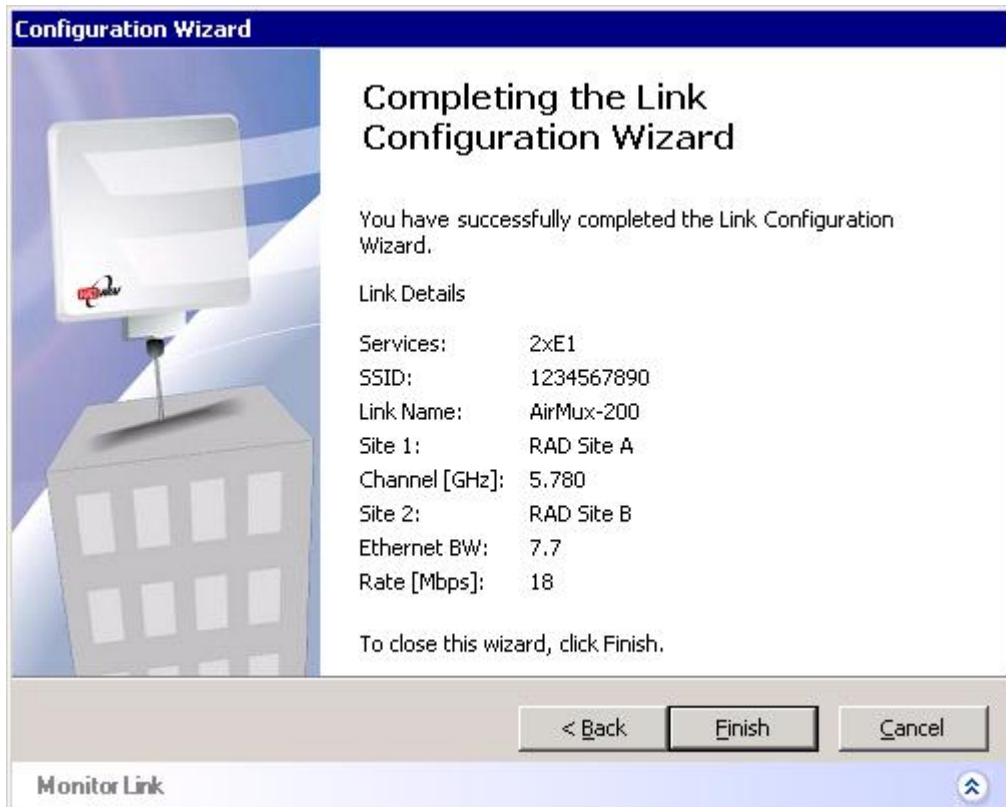 Configuration Wizard
Completing the Link
Configuration Wizard
You have successfully completed the Link Configuration
Wizard.
Link Details
Services: 2xE1
SSID: 1234567890
Link Name: AirMux-200
Site 1: RAD Site A
Channel [GHz]: 5.780
Site 2: RAD Site B
Ethernet BW: 7.7
Rate [Mbps]: 18
To close this wizard, click Finish.
< Back
Finish
Cancel
Monitor Link